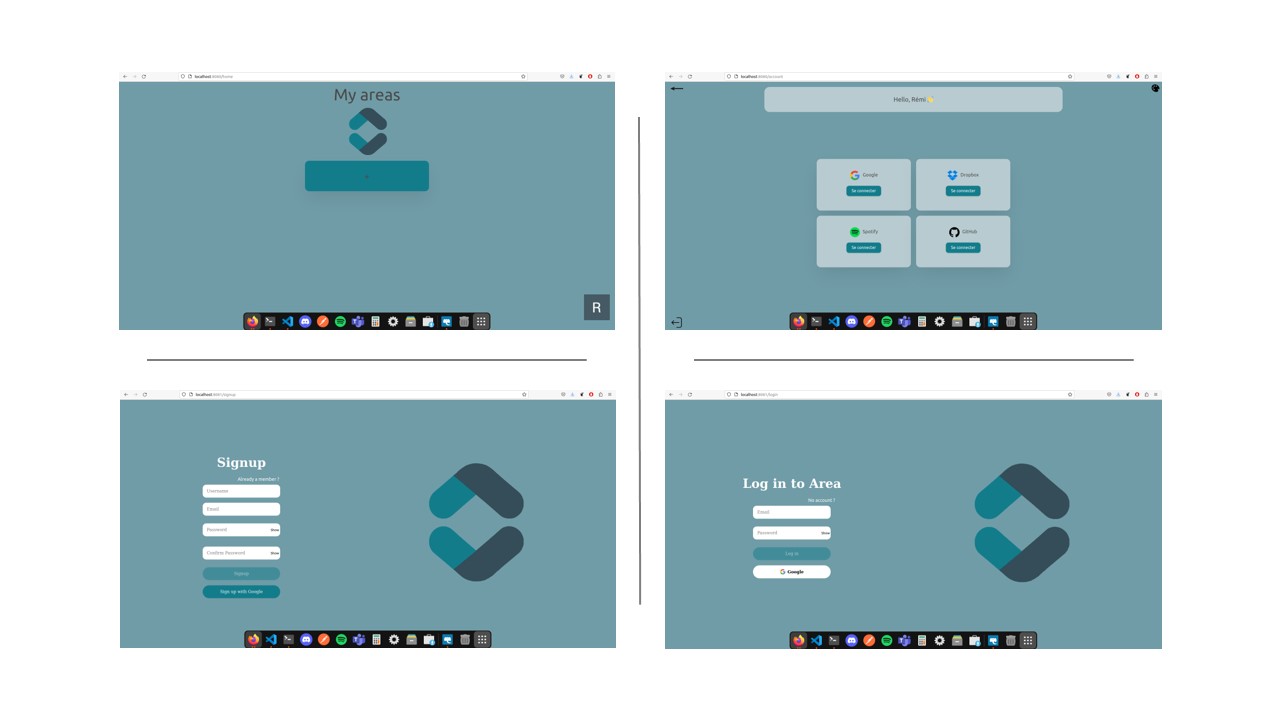 localhost:8081/home
My areas
+
R
localhost:8081/account
Hello, Rémi👋
Google
Se connecter
Dropbox
Se connecter
Spotify
Se connecter
GitHub
Se connecter
localhost:8081/signup
Signup
Already a member ?
Username
Email
Password
Show
Confirm Password
Show
Signup
Sign up with Google
localhost:8081/login
Log in to Area
No account ?
Email
Password
Show
Log in
Google